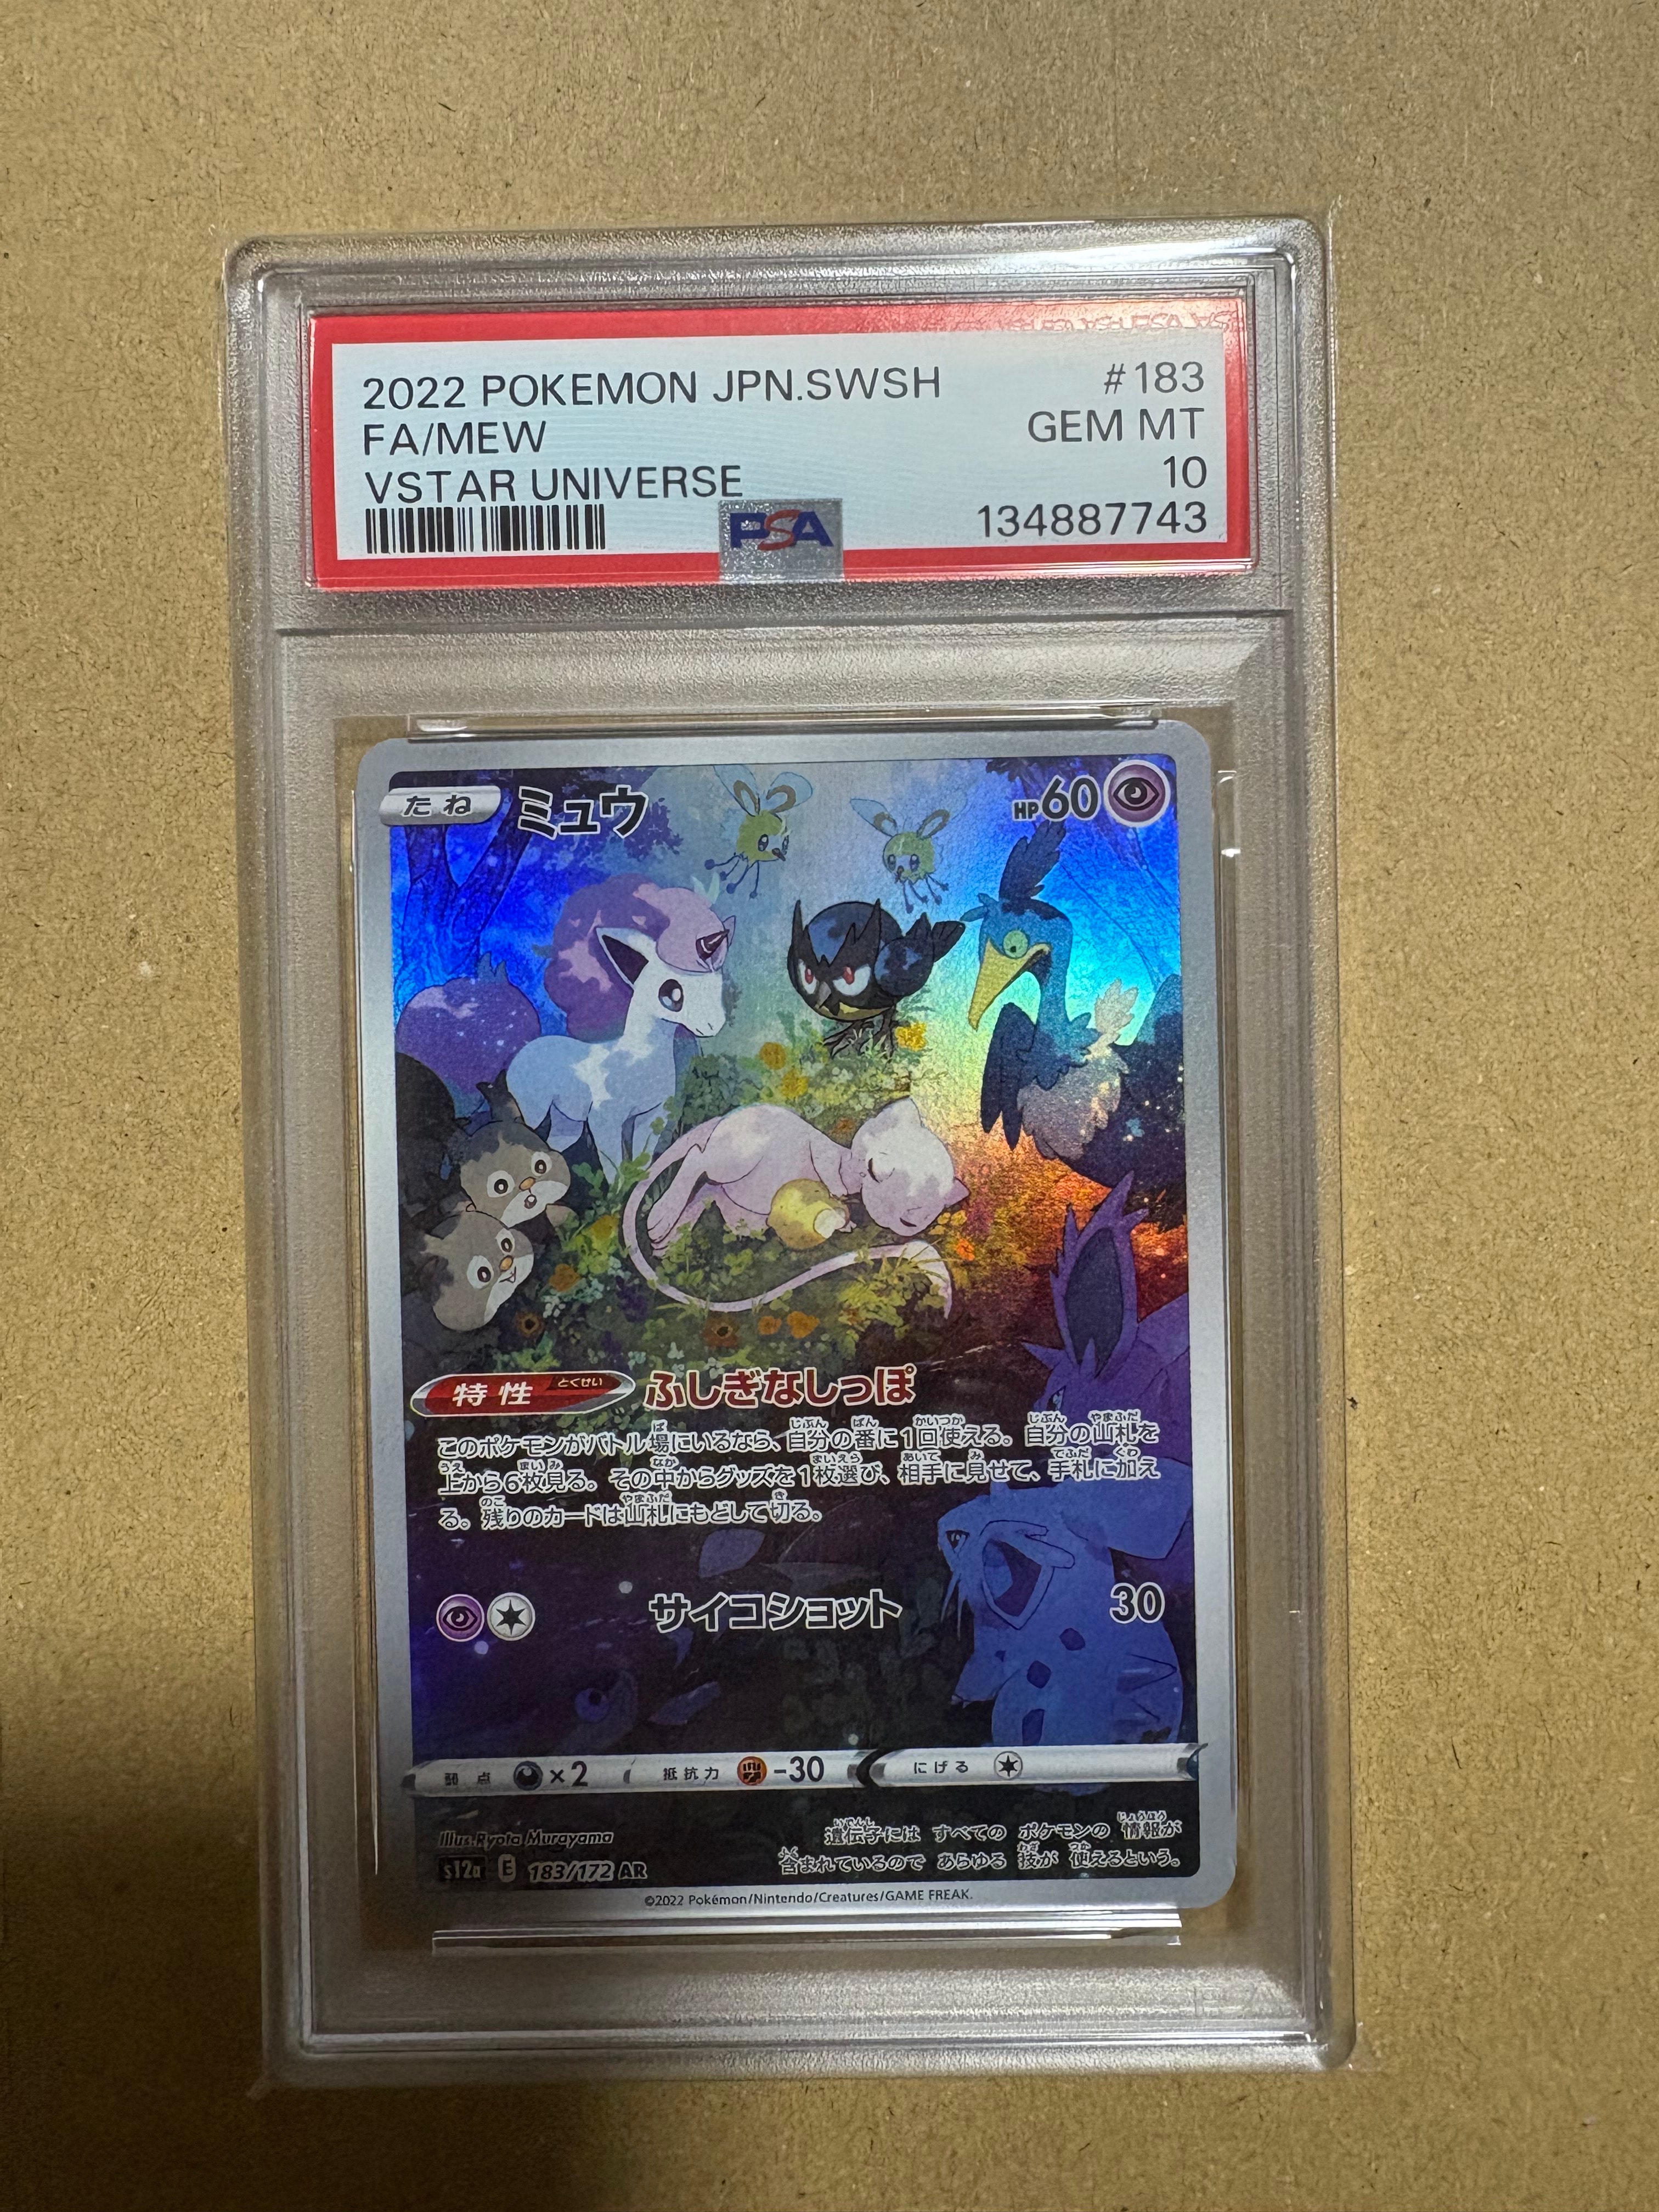 2022 POKEMON JPN.SWSH #183
FA/MEW GEM MT
VSTAR UNIVERSE 10
PSA 134887743
たね ミュウ HP60
特性 とくせい ふしぎなしっぽ
このポケモンがバトル場にいるなら、自分の番に1回使える。自分の山札を
上から6枚見る。その中からグッズを1枚選び、相手に見せて、手札に加え
る。残りのカードは山札にもどして切る。
サイコショット 30
弱点 ×2 抵抗力 -30 にげる
Illus. Ryota Murayama
s12a E 183/172 AR
遺伝子には すべての ポケモンの 情報が
含まれているので あらゆる 技が 使えるという。
©2022 Pokémon/Nintendo/Creatures/GAME FREAK.